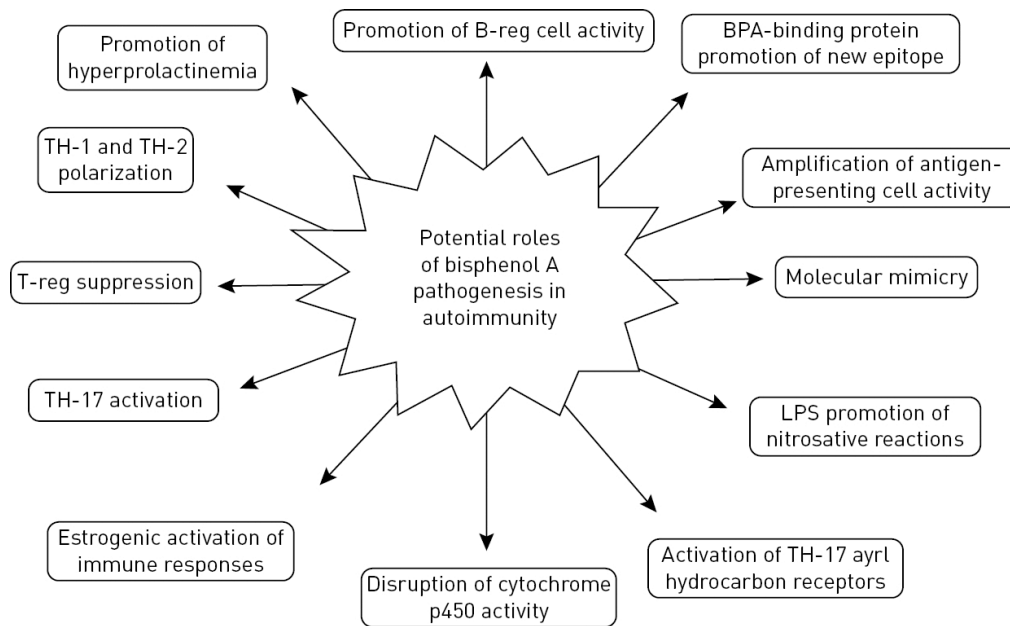 Promotion of
hyperprolactinemia
Promotion of B-reg cell activity
BPA-binding protein
promotion of new epitope
TH-1 and TH-2
polarization
Amplification of antigen-
presenting cell activity
Potential roles
of bisphenol A
pathogenesis in
autoimmunity
T-reg suppression
Molecular mimicry
TH-17 activation
LPS promotion of
nitrosative reactions
Estrogenic activation of
immune responses
Disruption of cytochrome
p450 activity
Activation of TH-17 ayrl
hydrocarbon receptors